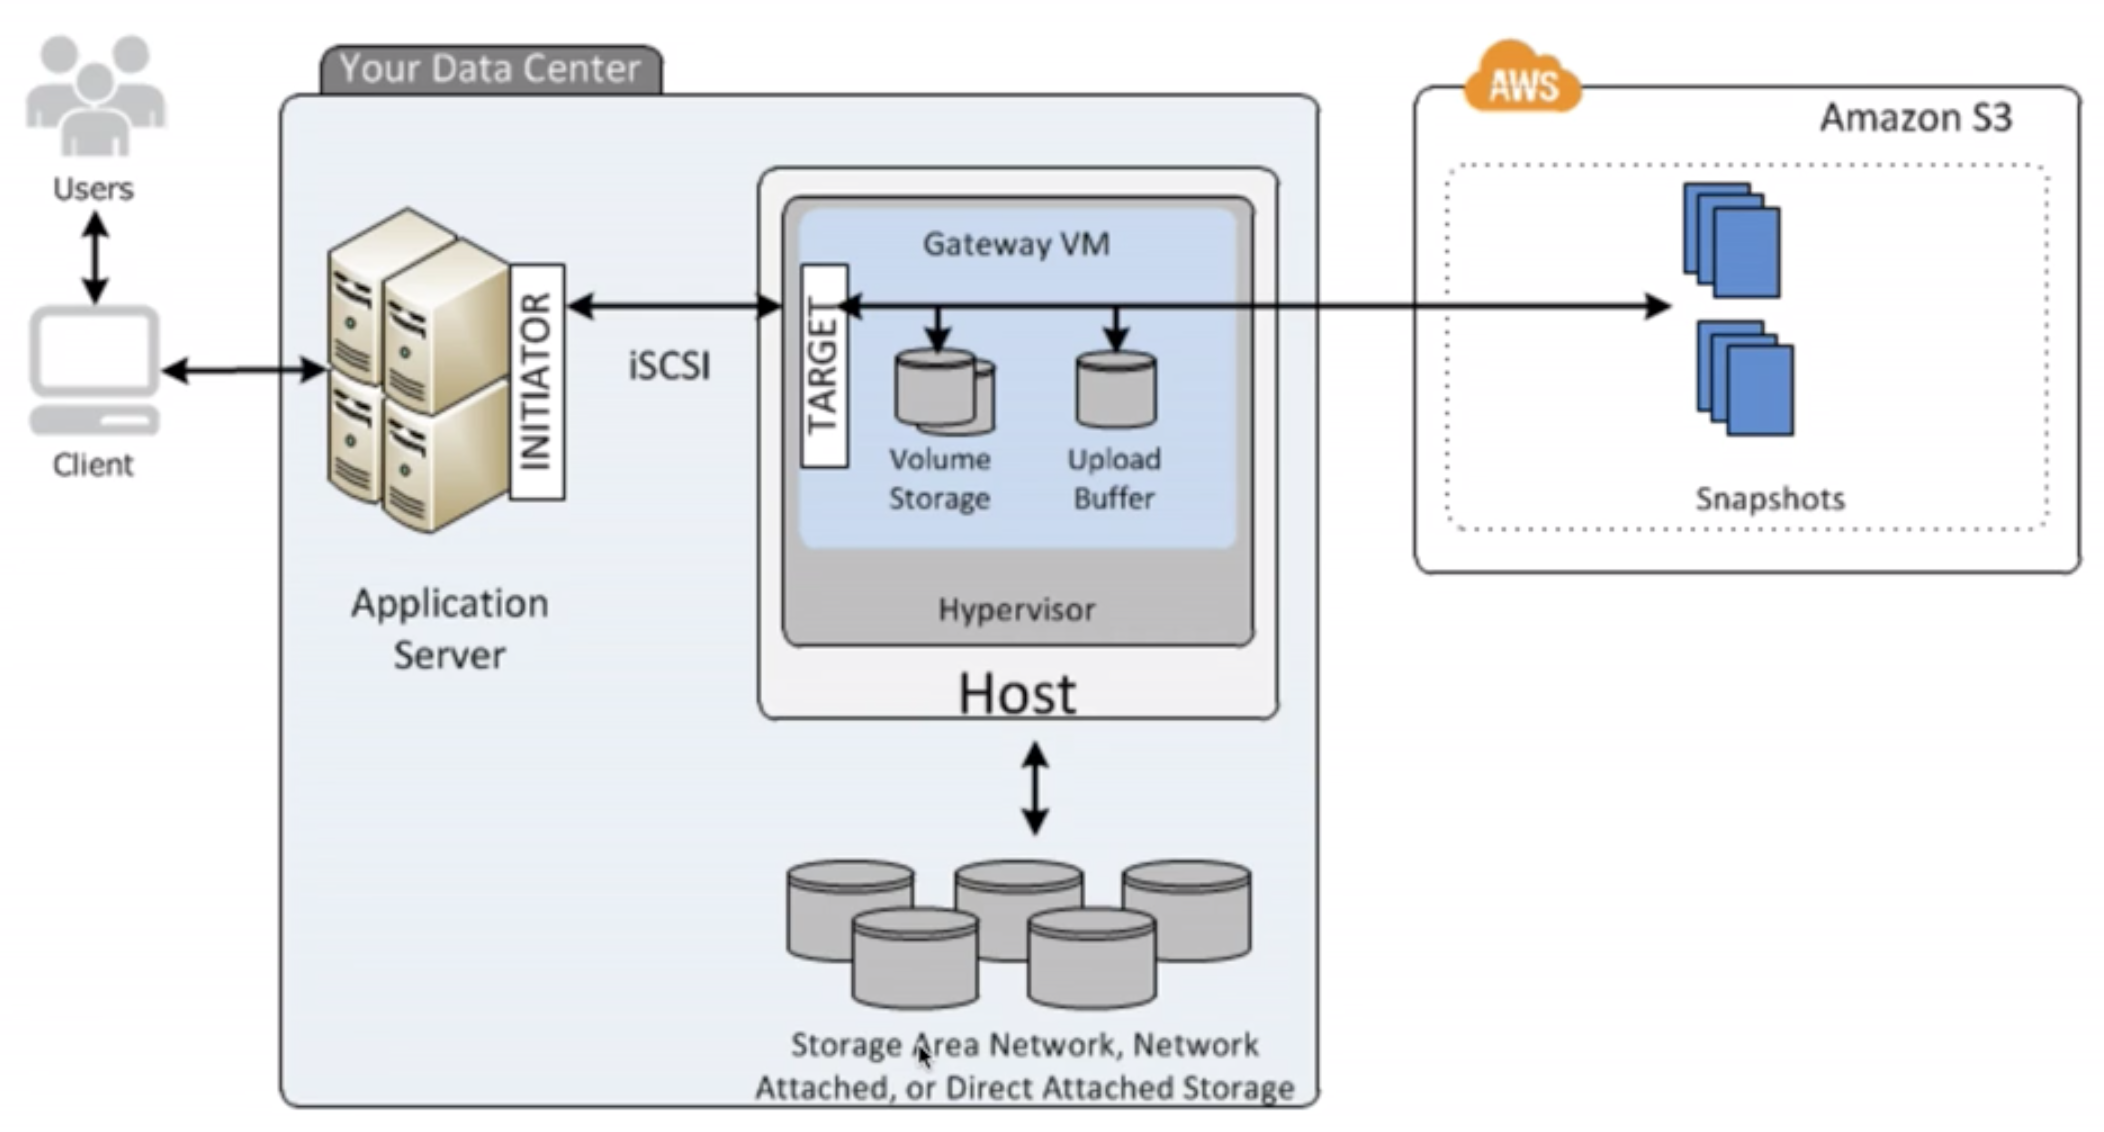 Your Data Center
AWS
Amazon S3
Users
Client
INITIATOR
iSCSI
Gateway VM
TARGET
Volume
Storage
Upload
Buffer
Snapshots
Hypervisor
Application
Server
Host
Storage Area Network, Network
Attached, or Direct Attached Storage